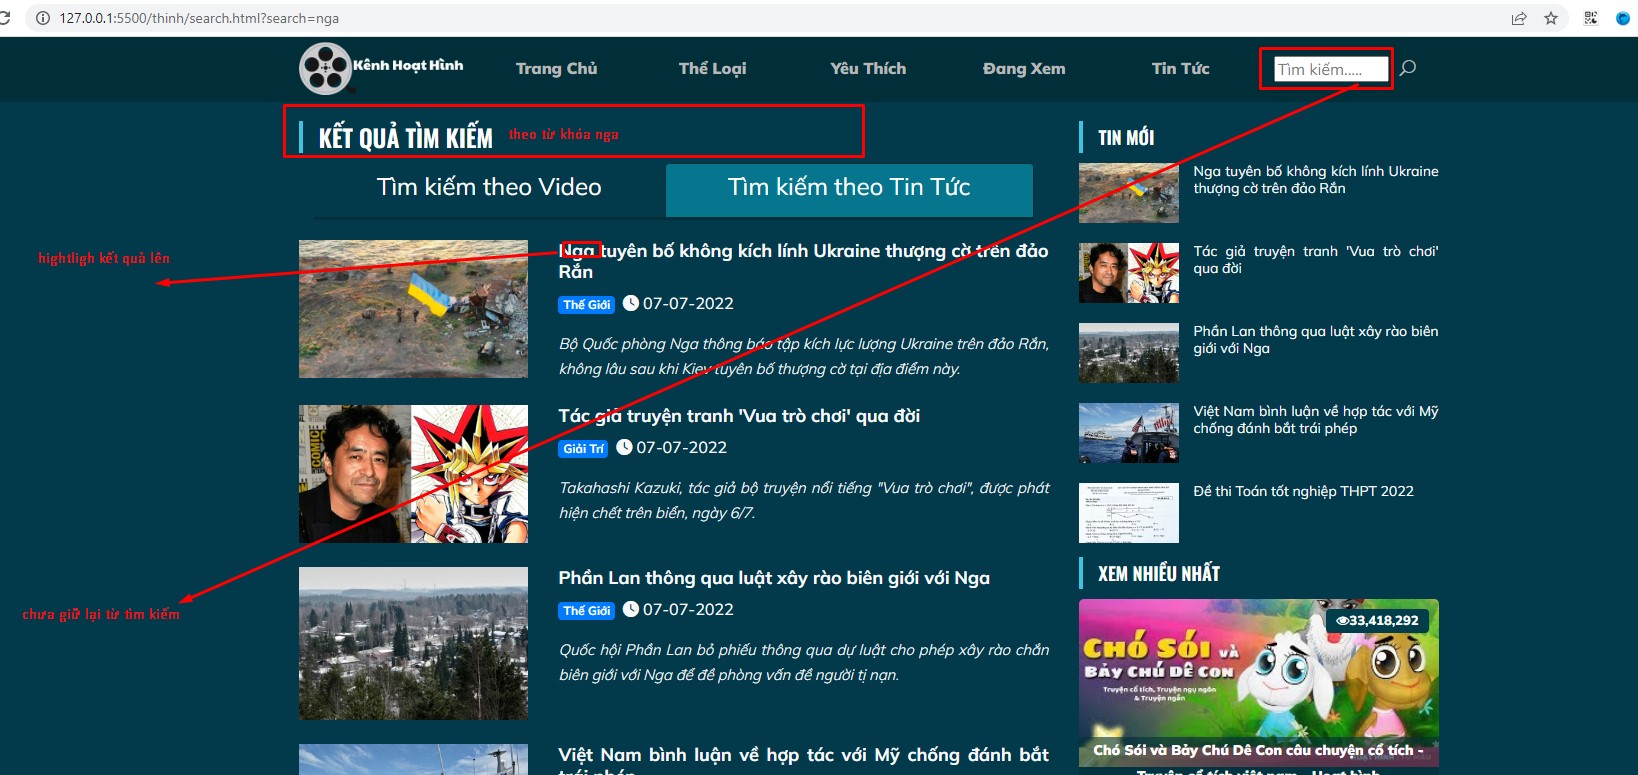 127.0.0.1:5500/thinh/search.html?search=nga
Kênh Hoạt Hình
Trang Chủ
Thể Loại
Yêu Thích
Đang Xem
Tin Tức
Tìm kiếm.....
KẾT QUẢ TÌM KIẾM
theo từ khóa nga
Tìm kiếm theo Video
Tìm kiếm theo Tin Tức
hightligh kết quả lên
Nga tuyên bố không kích lính Ukraine thượng cờ trên đảo
Rắn
Thế Giới
07-07-2022
Bộ Quốc phòng Nga thông báo tập kích lực lượng Ukraine trên đảo Rắn,
không lâu sau khi Kiev tuyên bố thượng cờ tại địa điểm này.
Tác giả truyện tranh 'Vua trò chơi' qua đời
Giải Trí
07-07-2022
Takahashi Kazuki, tác giả bộ truyện nổi tiếng "Vua trò chơi", được phát
hiện chết trên biển, ngày 6/7.
chưa giữ lại từ tìm kiếm
Phần Lan thông qua luật xây rào biên giới với Nga
Thế Giới
07-07-2022
Quốc hội Phần Lan bỏ phiếu thông qua dự luật cho phép xây rào chắn
biên giới với Nga để đề phòng vấn đề người tị nạn.
Việt Nam bình luận về hợp tác với Mỹ chống đánh bắt
trái phép
TIN MỚI
Nga tuyên bố không kích lính Ukraine
thượng cờ trên đảo Rắn
Tác giả truyện tranh 'Vua trò chơi'
qua đời
Phần Lan thông qua luật xây rào biên
giới với Nga
Việt Nam bình luận về hợp tác với Mỹ
chống đánh bắt trái phép
Đề thi Toán tốt nghiệp THPT 2022
XEM NHIỀU NHẤT
33,418,292
CHÓ SÓI VÀ
BẢY CHÚ DÊ CON
Truyện cổ tích, Truyện ngụ ngôn
& Truyện ngắn
Chó Sói và Bảy Chú Dê Con câu chuyện cổ tích -
Truyện cổ tích việt nam - Hoạt hình